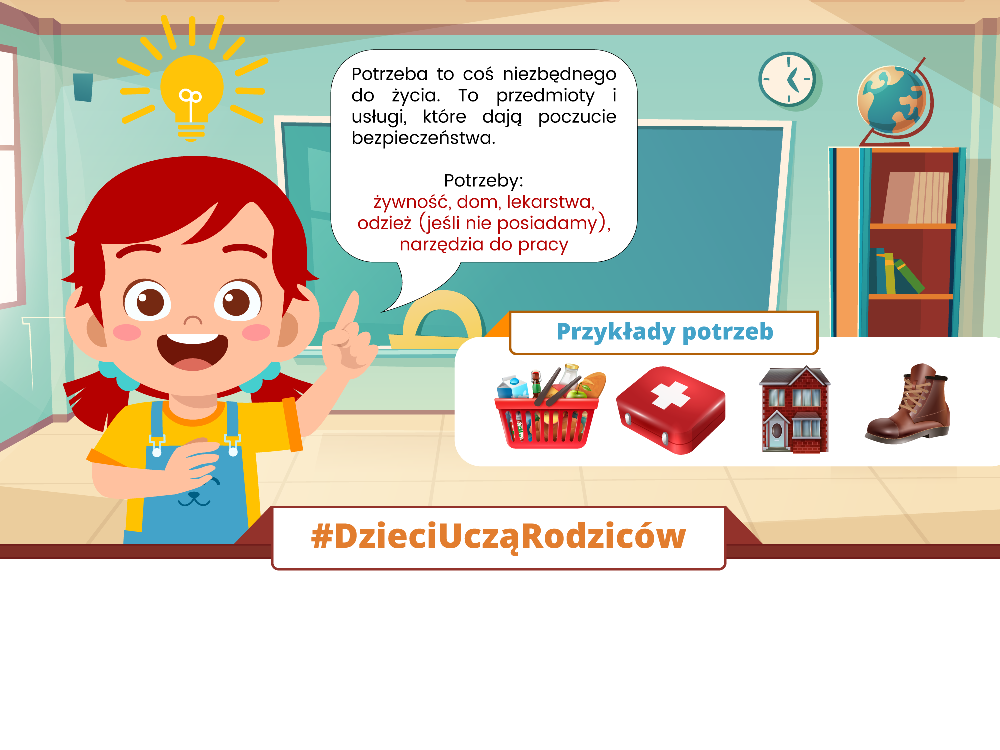 Potrzeba to coś niezbędnego
do życia. To przedmioty i
usługi, które dają poczucie
bezpieczeństwa.
Potrzeby:
żywność, dom, lekarstwa,
odzież (jeśli nie posiadamy),
narzędzia do pracy
Przykłady potrzeb
#DzieciUcząRodziców